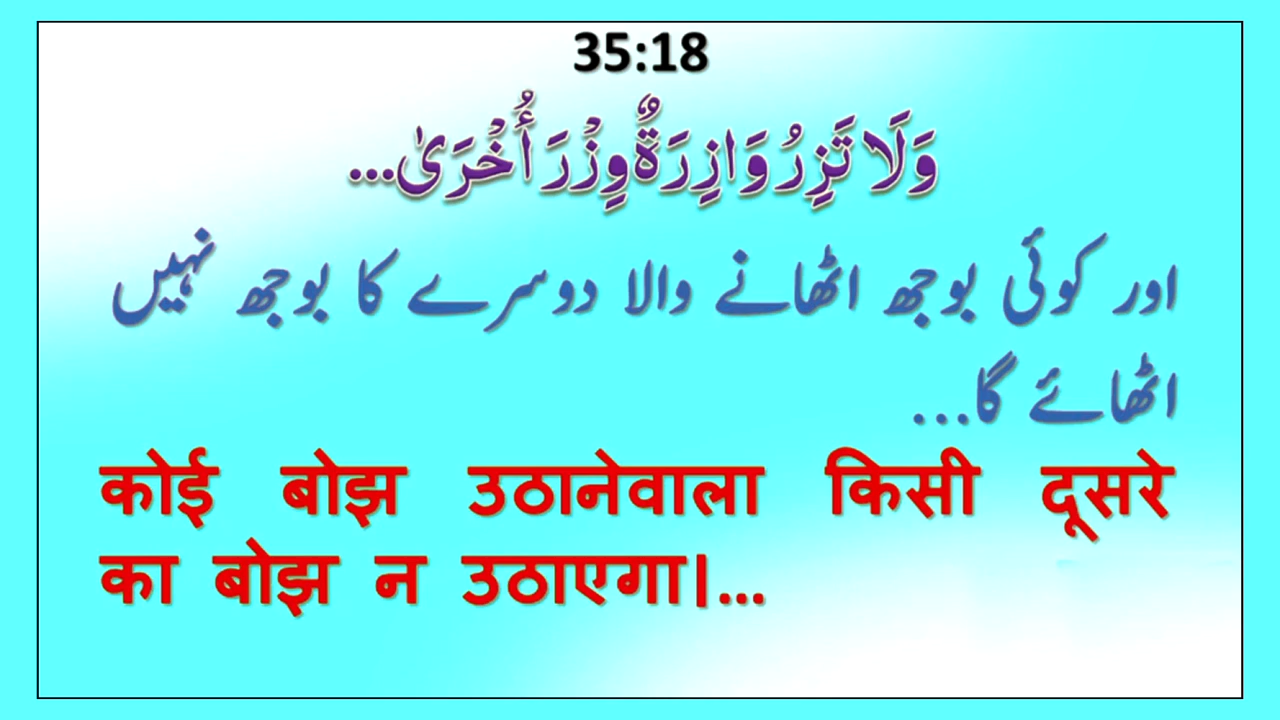 35:18
وَلَا تَزِرُ وَازِرَةٌ وِزْرَ أُخْرَىٰ...
اور کوئی بوجھ اٹھانے والا دوسرے کا بوجھ نہیں
اٹھائے گا...
कोई बोझ उठानेवाला किसी दूसरे
का बोझ न उठाएगा।...